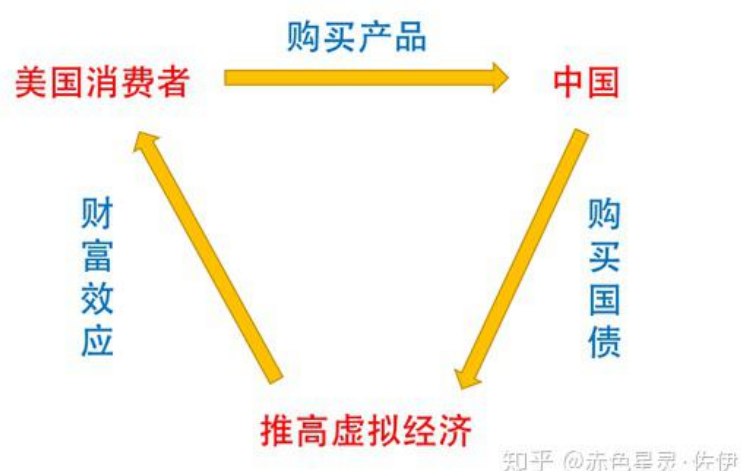 购买产品
美国消费者
中国
财富效应
购买国债
推高虚拟经济
知乎 @赤色星灵·佐伊